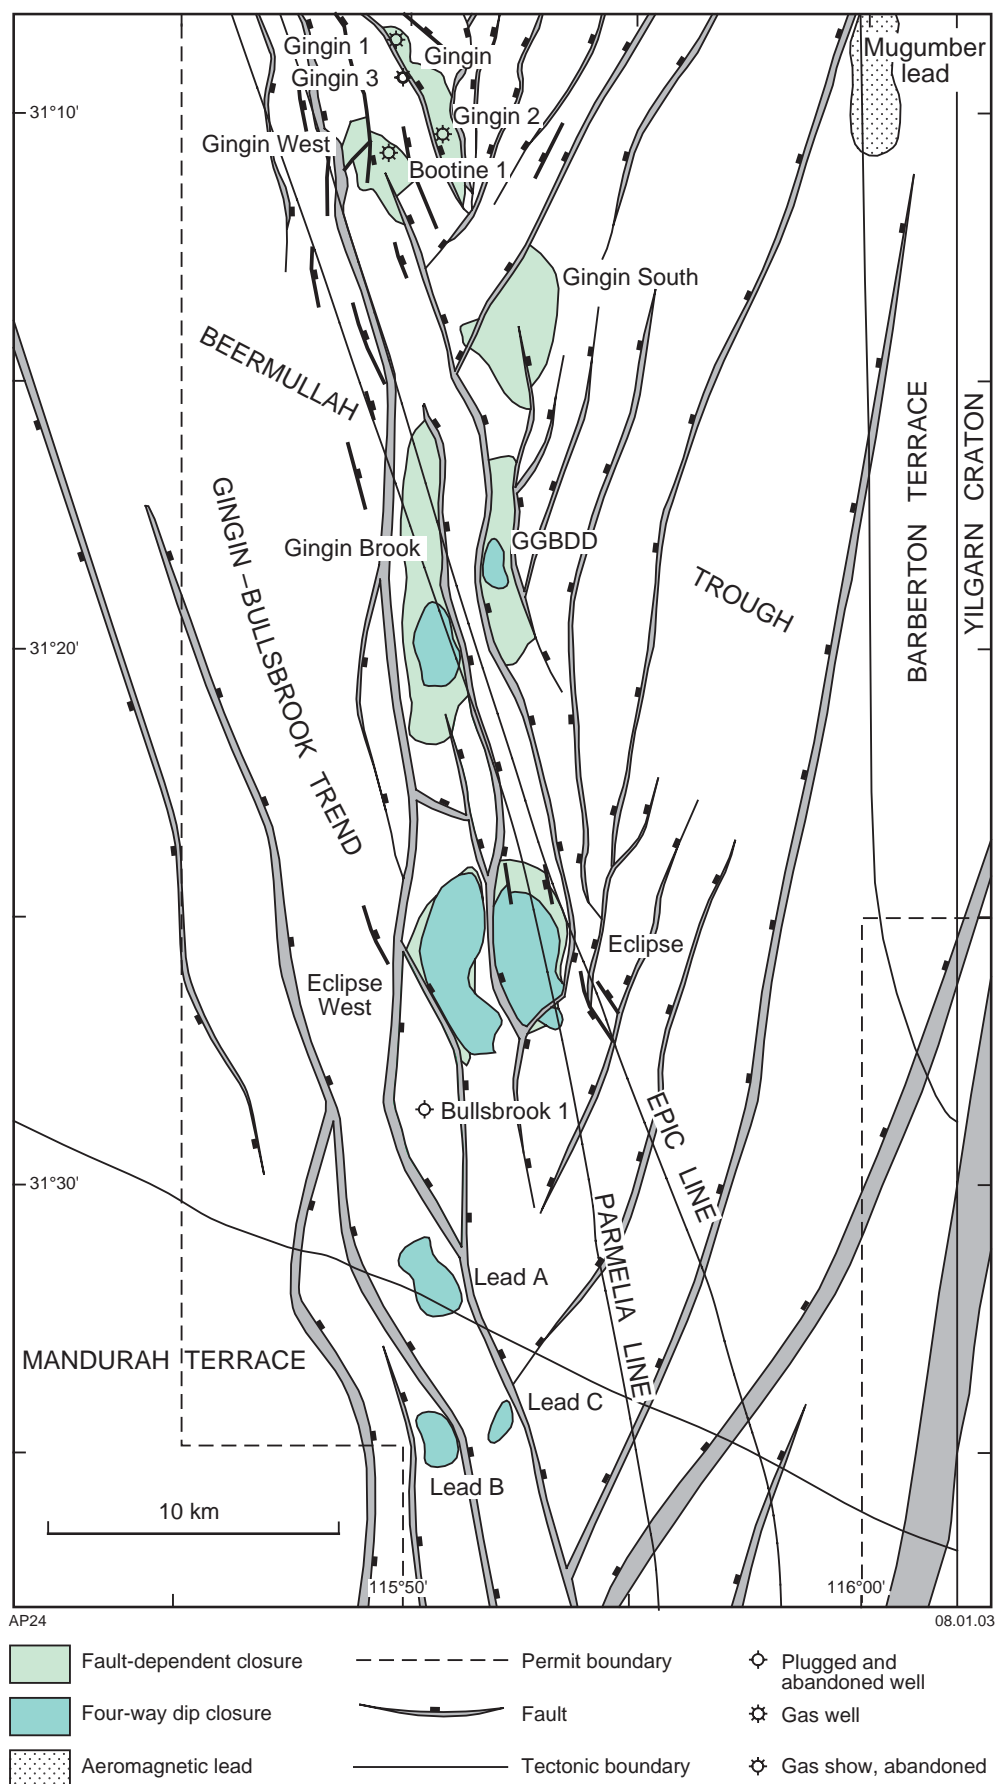 Gingin 1
Gingin
Mugumber
lead
Gingin 3
31°10'
Gingin 2
Gingin West
Bootine 1
Gingin South
BEERMULLAH
BARBERTON TERRACE
YILGARN CRATON
GINGIN–BULLSBROOK TREND
Gingin Brook
GGBDD
TROUGH
31°20'
Eclipse
Eclipse
West
Bullsbrook 1
EPIC LINE
31°30'
PARMELIA LINE
Lead A
MANDURAH TERRACE
Lead C
Lead B
10 km
115°50'
116°00'
AP24
08.01.03
Fault-dependent closure
Permit boundary
Plugged and
abandoned well
Four-way dip closure
Fault
Gas well
Aeromagnetic lead
Tectonic boundary
Gas show, abandoned